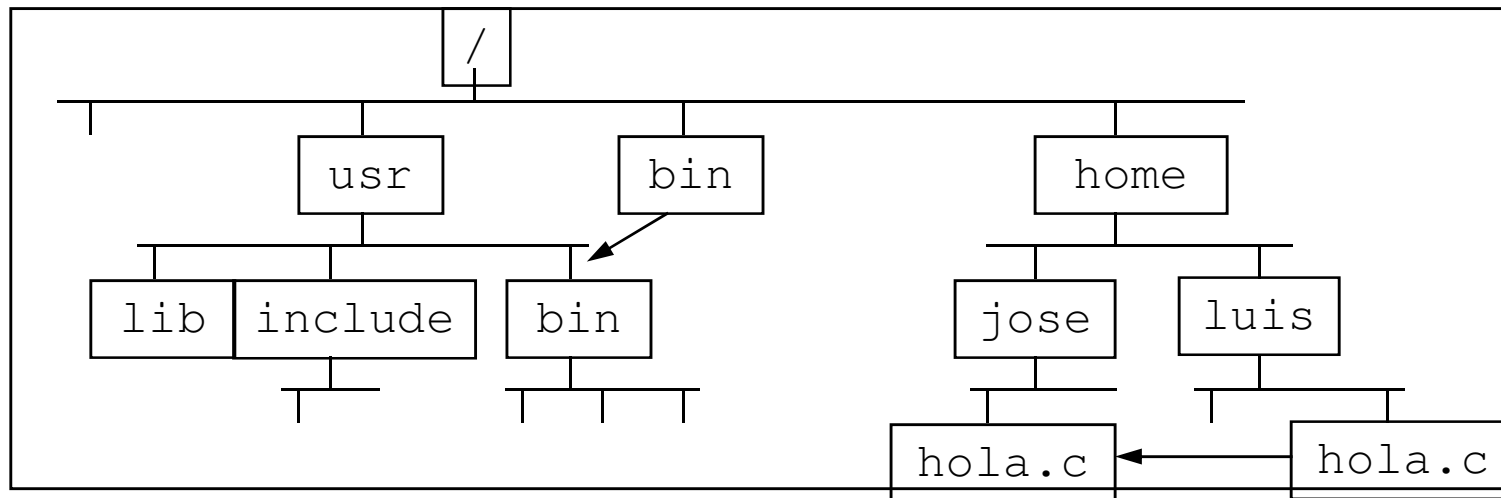 /
usr bin home
lib include bin jose luis
hola.c hola.c